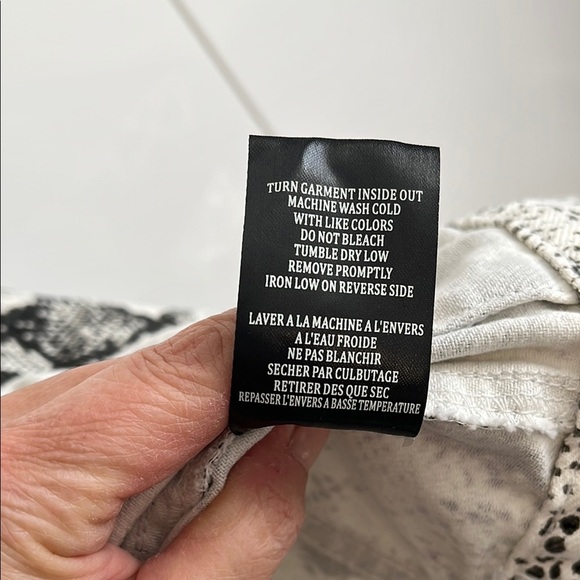 TURN GARMENT INSIDE OUT
MACHINE WASH COLD
WITH LIKE COLORS
DO NOT BLEACH
TUMBLE DRY LOW
REMOVE PROMPTLY
IRON LOW ON REVERSE SIDE
LAVER A LA MACHINE A L'ENVERS
A L'EAU FROIDE
NE PAS BLANCHIR
SECHER PAR CULBUTAGE
RETIRER DES QUE SEC
REPASSER L'ENVERS A BASSE TEMPERATURE